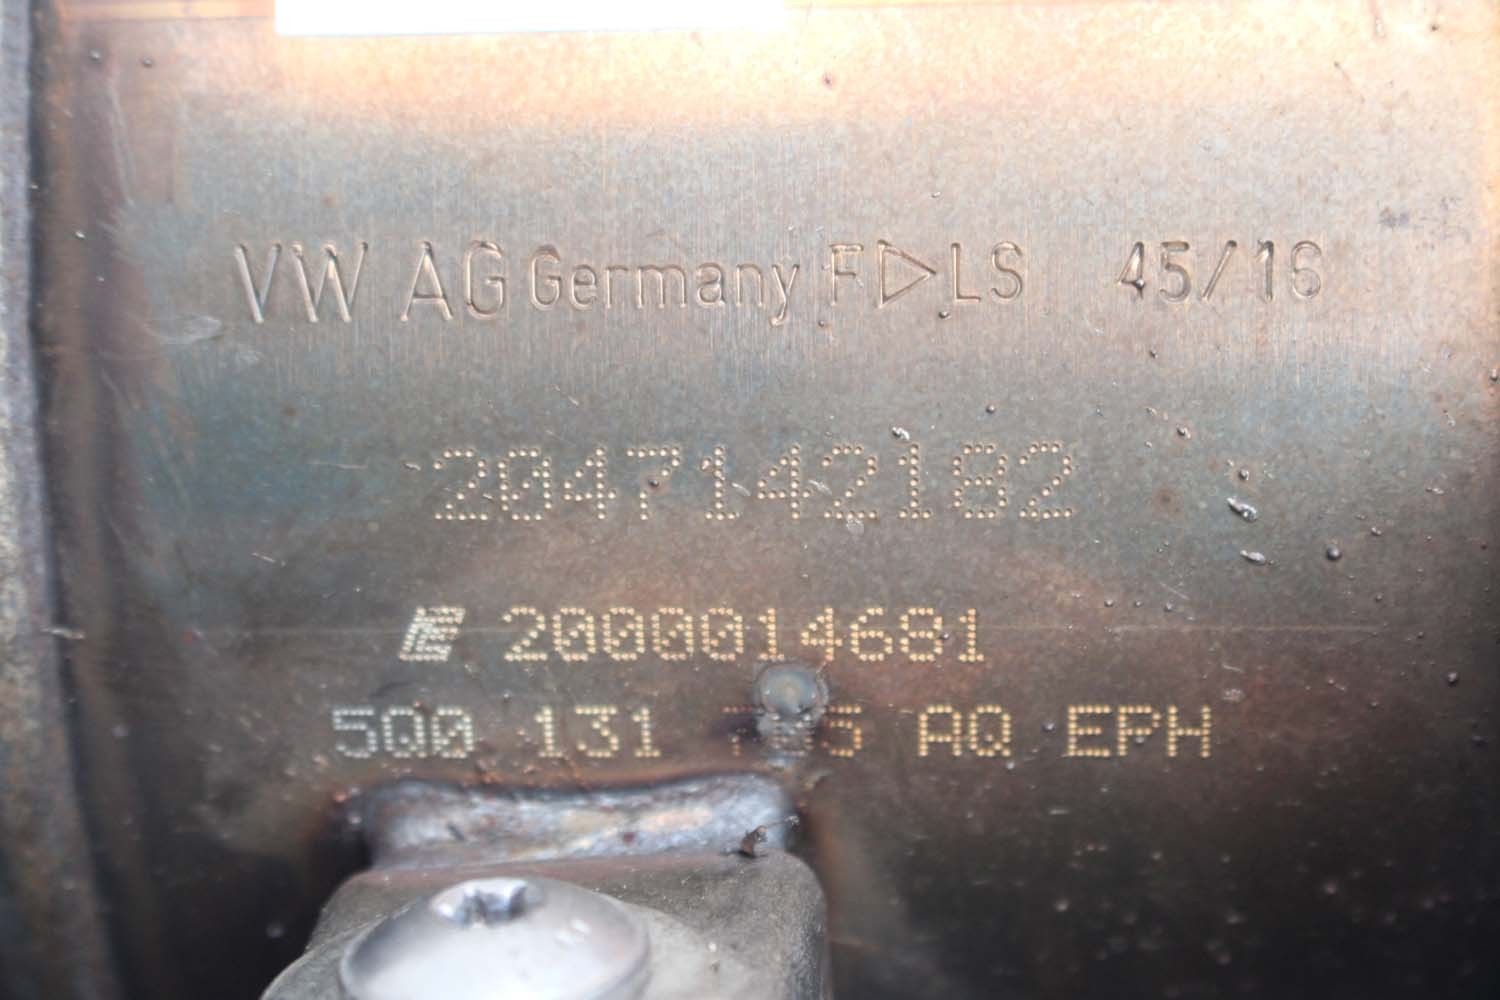 VW AG Germany F▷LS 45/16
2047142182
E 2000014681
5Q0 131 AQ EPH